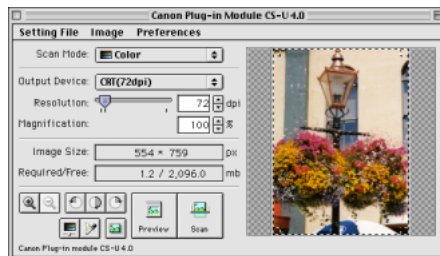 Canon Plug-in Module CS-U 4.0
Setting File Image Preferences
Scan Mode: Color
Output Device: CRT(72dpi)
Resolution: 72 dpi
Magnification: 100 %
Image Size: 554 * 759 px
Required/Free: 1.2 / 2,096.0 mb
Preview Scan
Canon Plug-in module CS-U 4.0